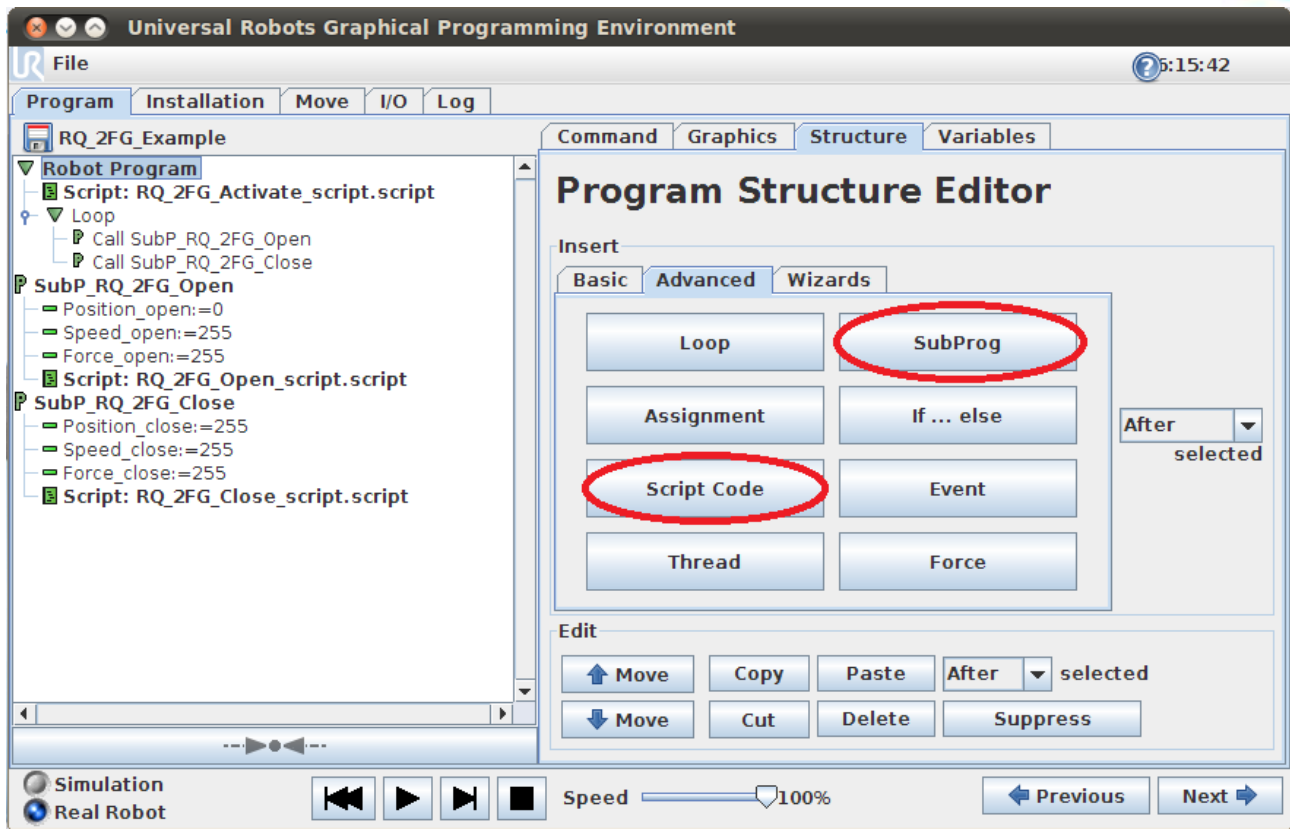 Universal Robots Graphical Programming Environment
File
5:15:42
Program Installation Move I/O Log
RQ_2FG_Example
Robot Program
Script: RQ_2FG_Activate_script.script
Loop
Call SubP_RQ_2FG_Open
Call SubP_RQ_2FG_Close
SubP_RQ_2FG_Open
Position_open:=0
Speed_open:=255
Force_open:=255
Script: RQ_2FG_Open_script.script
SubP_RQ_2FG_Close
Position_close:=255
Speed_close:=255
Force_close:=255
Script: RQ_2FG_Close_script.script
Command Graphics Structure Variables
Program Structure Editor
Insert
Basic Advanced Wizards
Loop SubProg
Assignment If ... else
Script Code Event
Thread Force
After
selected
Edit
Move Copy Paste After selected
Move Cut Delete Suppress
Simulation
Real Robot
Speed 100%
Previous Next